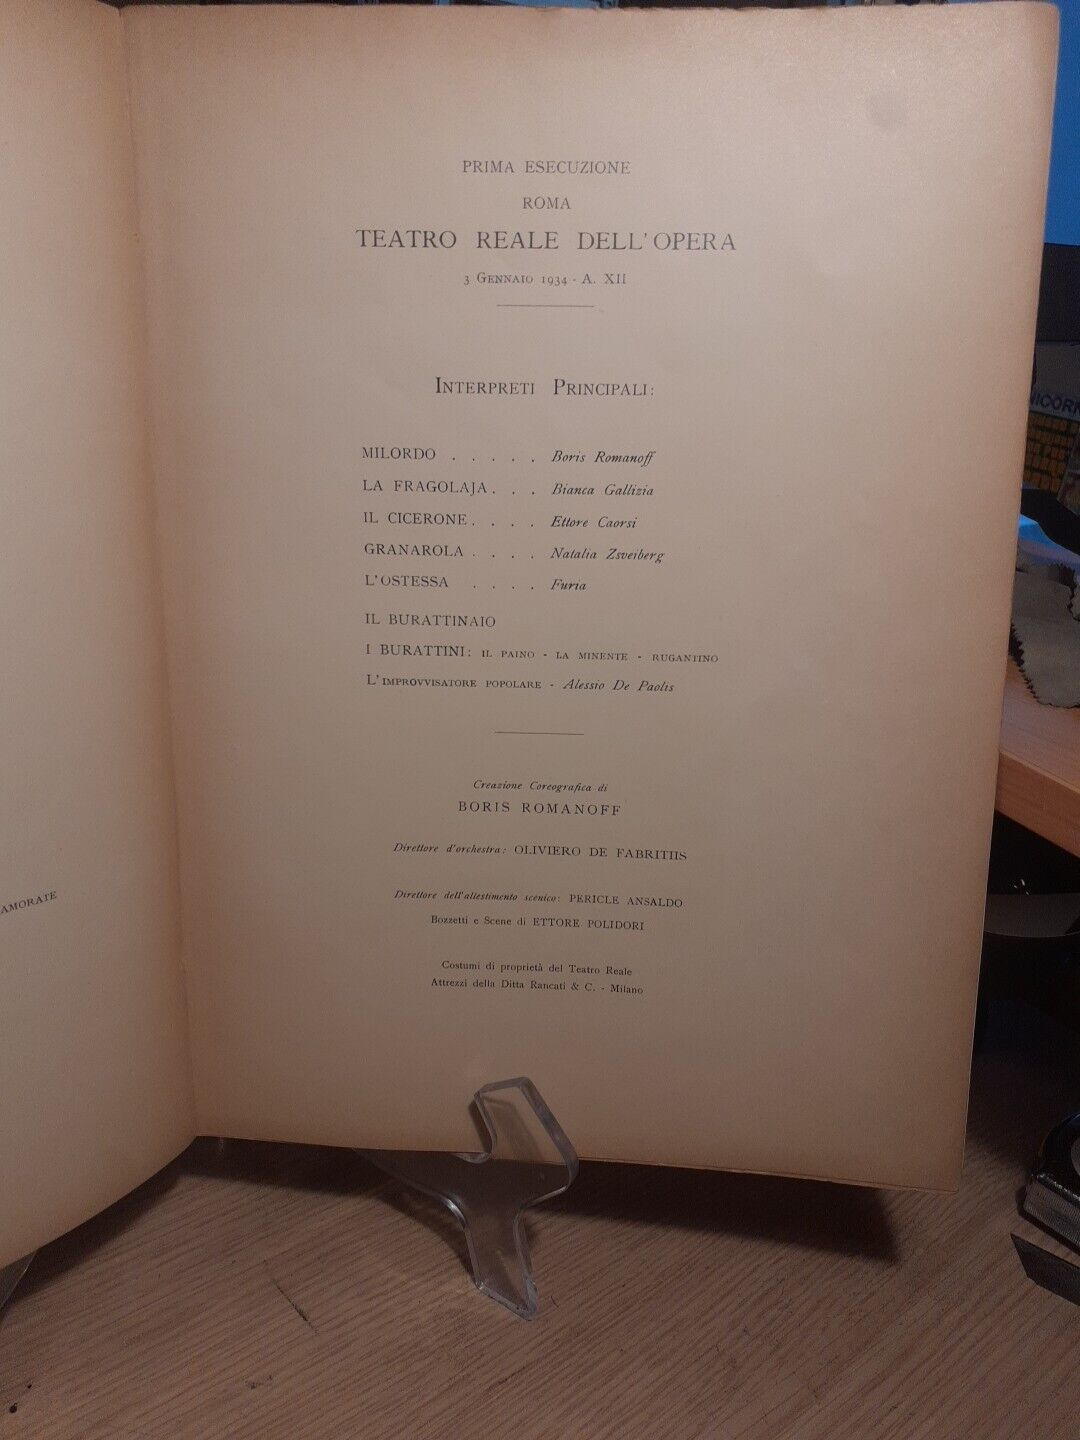 PRIMA ESECUZIONE
ROMA
TEATRO REALE DELL'OPERA
3 GENNAIO 1934 - A. XII
INTERPRETI PRINCIPALI:
MILORDO . . . . . Boris Romanoff
LA FRAGOLAJA . . . Bianca Gallizia
IL CICERONE . . . . Ettore Caorsi
GRANAROLA . . . . Natalia Zsveiberg
L'OSTESSA . . . . Furia
IL BURATTINAIO
I BURATTINI: IL PAINO - LA MINENTE - RUGANTINO
L'IMPROVVISATORE POPOLARE - Alessio De Paolis
Creazione Coreografica di
BORIS ROMANOFF
Direttore d'orchestra: OLIVIERO DE FABRITIIS
Direttore dell'allestimento scenico: PERICLE ANSALDO
Bozzetti e Scene di ETTORE POLIDORI
Costumi di proprietà del Teatro Reale
Attrezzi della Ditta Rancati & C. - Milano
AMORATE